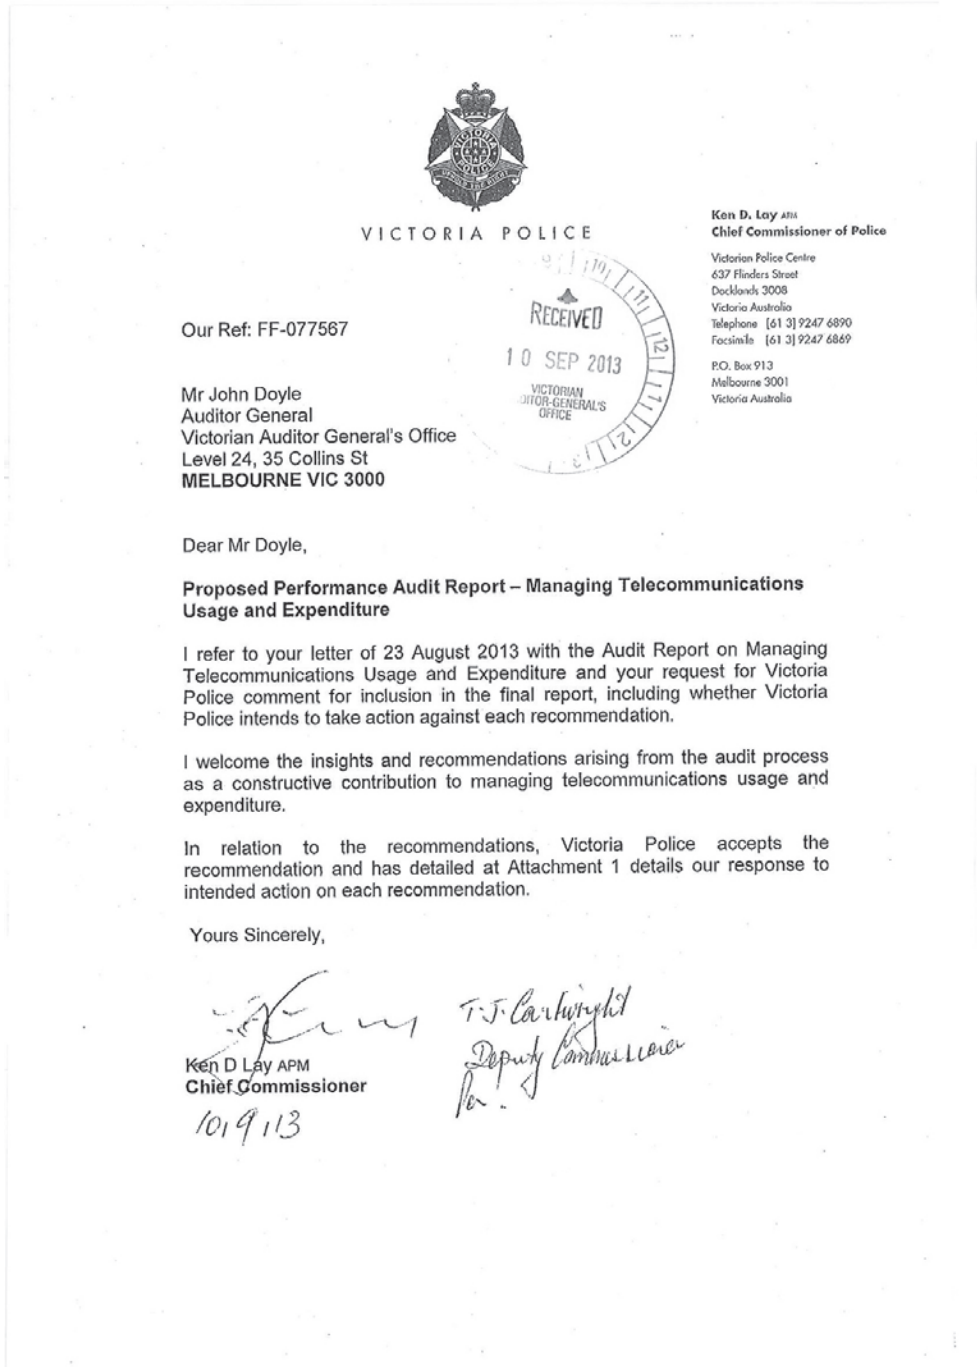 VICTORIA POLICE
Ken D. Lay APM
Chief Commissioner of Police
Victorian Police Centre
637 Flinders Street
Docklands 3008
Victoria Australia
Telephone [61 3] 9247 6890
Facsimile [61 3] 9247 6869
P.O. Box 913
Melbourne 3001
Victoria Australia
RECEIVED
10 SEP 2013
VICTORIAN
DITOR-GENERAL'S
OFFICE
Our Ref: FF-077567
Mr John Doyle
Auditor General
Victorian Auditor General's Office
Level 24, 35 Collins St
MELBOURNE VIC 3000
Dear Mr Doyle,
Proposed Performance Audit Report – Managing Telecommunications
Usage and Expenditure
I refer to your letter of 23 August 2013 with the Audit Report on Managing
Telecommunications Usage and Expenditure and your request for Victoria
Police comment for inclusion in the final report, including whether Victoria
Police intends to take action against each recommendation.
I welcome the insights and recommendations arising from the audit process
as a constructive contribution to managing telecommunications usage and
expenditure.
In relation to the recommendations, Victoria Police accepts the
recommendation and has detailed at Attachment 1 details our response to
intended action on each recommendation.
Yours Sincerely,
T.J. Cartwright
Deputy Commissioner
For:
Ken D Lay APM
Chief Commissioner
10/9/13